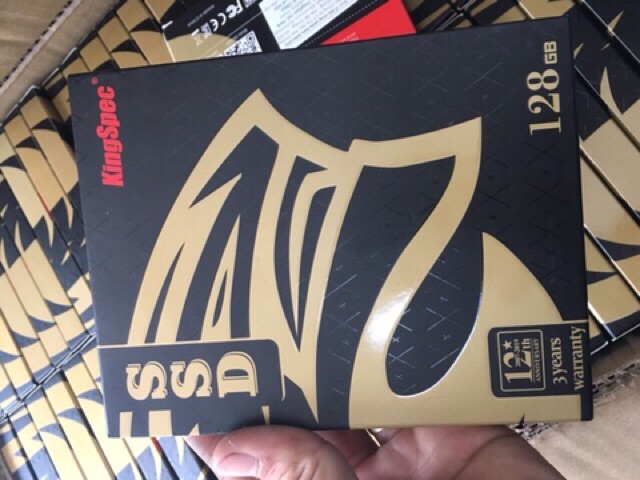 KingSpec®
128GB
SSD
12th
ANNIVERSARY
3 years
warranty